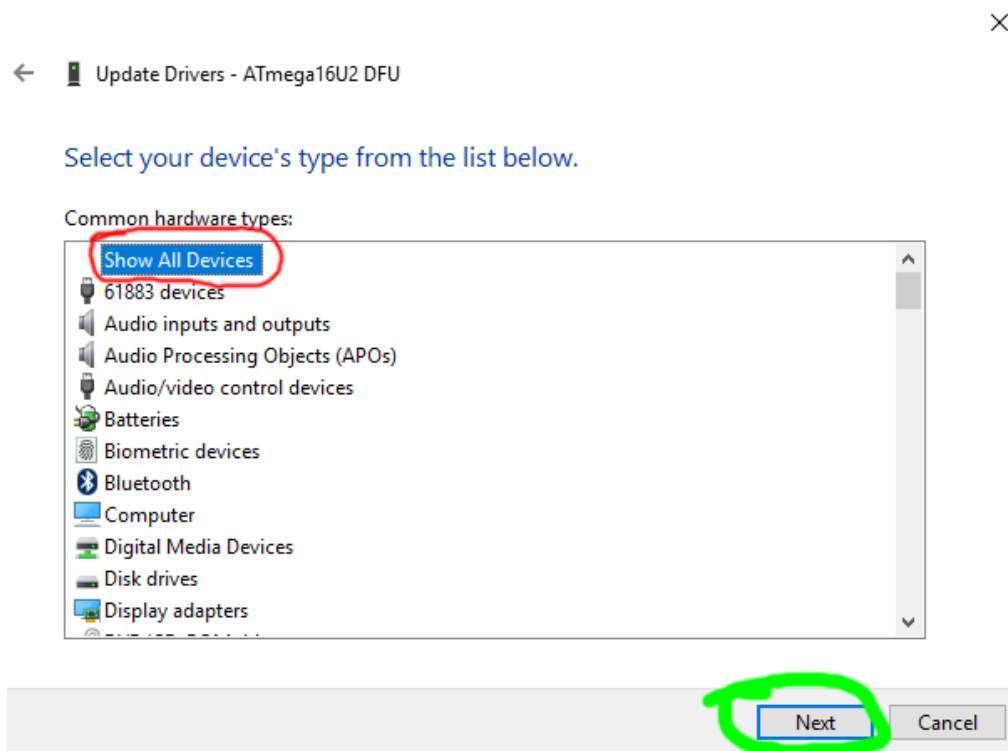 Update Drivers - ATmega16U2 DFU
Select your device's type from the list below.
Common hardware types:
Show All Devices
61883 devices
Audio inputs and outputs
Audio Processing Objects (APOs)
Audio/video control devices
Batteries
Biometric devices
Bluetooth
Computer
Digital Media Devices
Disk drives
Display adapters
Next Cancel